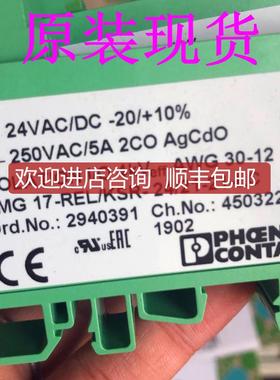 原装现货
24VAC/DC -20/+10%
250VAC/5A 2CO AgCdO
AWG 30-12
欢迎进店咨询 顺丰包邮
MG 17-REL/KSR-
Ord.No.: 2940391 Ch.No.: 450322
1902
c us EAC
PHOEN
CONTA
CE